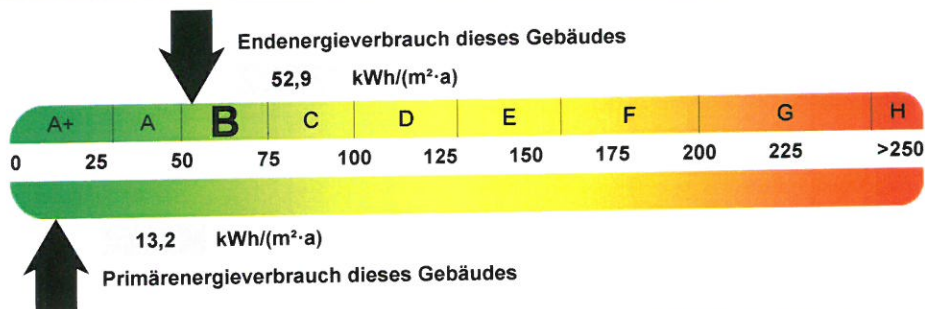 Endenergieverbrauch dieses Gebäudes
52,9 kWh/(m²·a)
A+ A B C D E F G H
0 25 50 75 100 125 150 175 200 225 >250
13,2 kWh/(m²·a)
Primärenergieverbrauch dieses Gebäudes